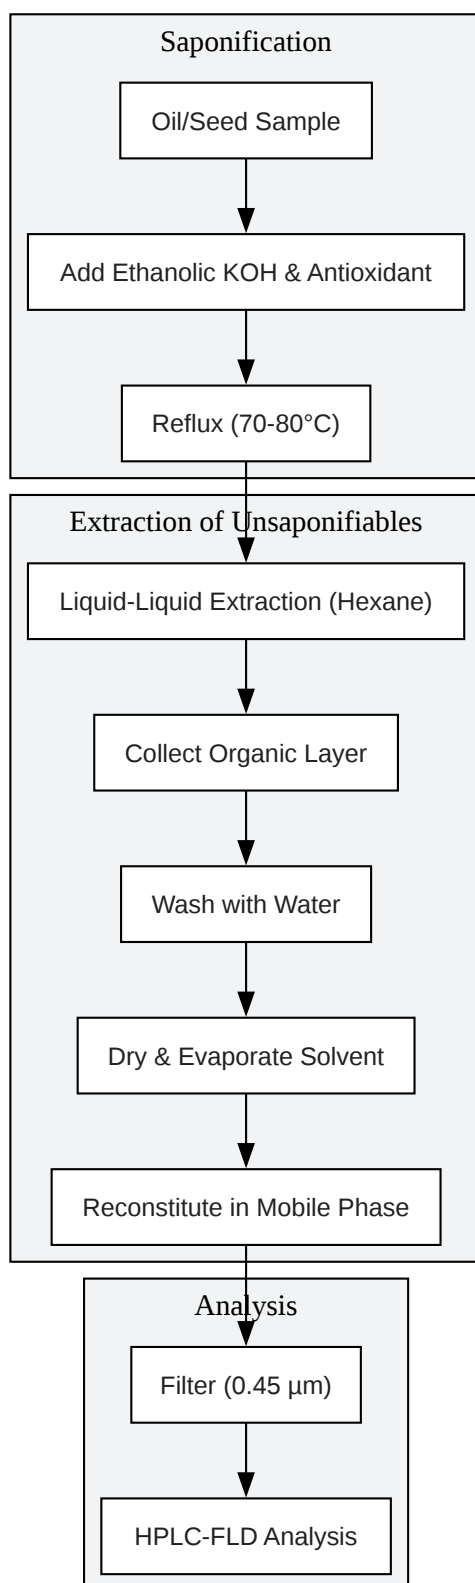 Saponification
Oil/Seed Sample
Add Ethanolic KOH & Antioxidant
Reflux (70-80°C)
Extraction of Unsaponifiables
Liquid-Liquid Extraction (Hexane)
Collect Organic Layer
Wash with Water
Dry & Evaporate Solvent
Reconstitute in Mobile Phase
Analysis
Filter (0.45 µm)
HPLC-FLD Analysis